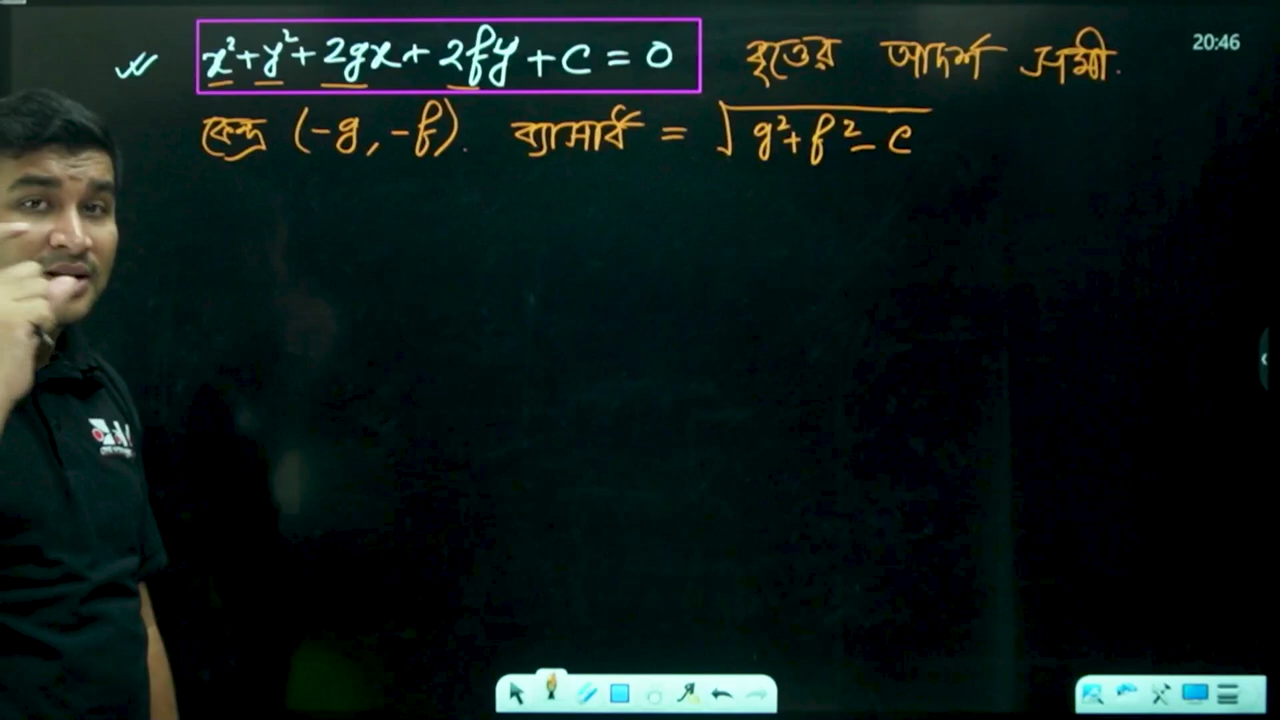 x² + y² + 2gx + 2fy + c = 0 বৃত্তের আদর্শ সমী.
20:46
কেন্দ্র (-g, -f). ব্যাসার্ধ = √(g² + f² - c)